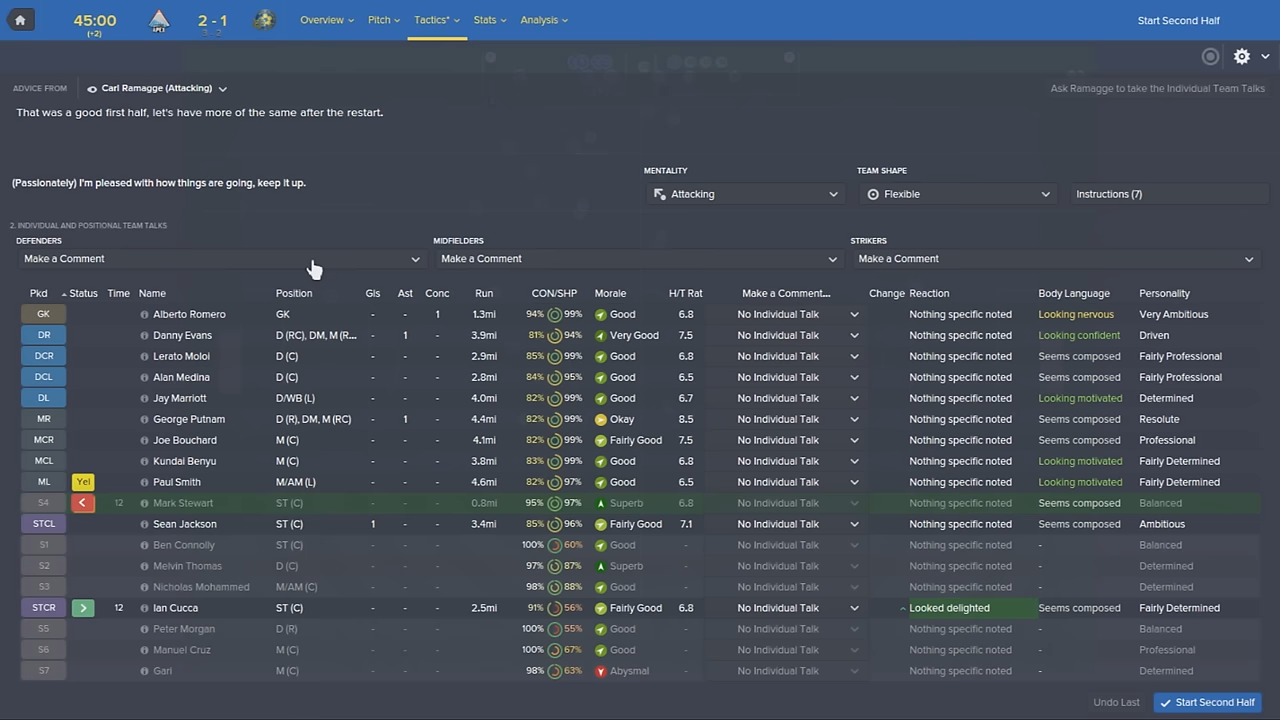 45:00 2 - 1 Overview Pitch Tactics* Stats Analysis Start Second Half
(+2) APEX 3 - 2
ADVICE FROM Carl Ramagge (Attacking) Ask Ramagge to take the Individual Team Talks
That was a good first half, let's have more of the same after the restart.
MENTALITY TEAM SHAPE
(Passionately) I'm pleased with how things are going, keep it up. Attacking Flexible Instructions (7)
2. INDIVIDUAL AND POSITIONAL TEAM TALKS
DEFENDERS MIDFIELDERS STRIKERS
Make a Comment Make a Comment Make a Comment
Pkd Status Time Name Position Gls Ast Conc Run CON/SHP Morale H/T Rat Make a Comment... Change Reaction Body Language Personality
GK Alberto Romero GK - - 1 1.3mi 94% 99% Good 6.8 No Individual Talk Nothing specific noted Looking nervous Very Ambitious
DR Danny Evans D (RC), DM, M (R... - 1 - 3.9mi 81% 94% Very Good 7.5 No Individual Talk Nothing specific noted Looking confident Driven
DCR Lerato Moloi D (C) - - - 2.9mi 85% 99% Good 6.8 No Individual Talk Nothing specific noted Seems composed Fairly Professional
DCL Alan Medina D (C) - - - 2.8mi 84% 95% Good 6.5 No Individual Talk Nothing specific noted Seems composed Fairly Professional
DL Jay Marriott D/WB (L) - - - 4.0mi 82% 99% Good 6.7 No Individual Talk Nothing specific noted Looking motivated Determined
MR George Putnam D (R), DM, M (RC) - 1 - 4.4mi 82% 99% Okay 8.5 No Individual Talk Nothing specific noted Seems composed Resolute
MCR Joe Bouchard M (C) - - - 4.1mi 82% 99% Fairly Good 7.5 No Individual Talk Nothing specific noted Seems composed Professional
MCL Kundai Benyu M (C) - - - 3.8mi 83% 99% Good 6.8 No Individual Talk Nothing specific noted Looking motivated Fairly Determined
ML Yel Paul Smith M/AM (L) - - - 4.6mi 82% 97% Good 6.5 No Individual Talk Nothing specific noted Looking motivated Fairly Determined
S4 12 Mark Stewart ST (C) - - - 0.8mi 95% 97% Superb 6.8 No Individual Talk Nothing specific noted Seems composed Balanced
STCL Sean Jackson ST (C) 1 - - 3.4mi 85% 96% Fairly Good 7.1 No Individual Talk Nothing specific noted Seems composed Ambitious
S1 Ben Connolly ST (C) - - - 100% 60% Good - No Individual Talk Nothing specific noted - Balanced
S2 Melvin Thomas D (C) - - - 97% 87% Superb - No Individual Talk Nothing specific noted - Determined
S3 Nicholas Mohammed M/AM (C) - - - 98% 88% Good - No Individual Talk Nothing specific noted - Determined
STCR 12 Ian Cucca ST (C) - - - 2.5mi 91% 56% Fairly Good 6.8 No Individual Talk Looked delighted Seems composed Fairly Determined
S5 Peter Morgan D (R) - - - 100% 55% Good - No Individual Talk Nothing specific noted - Balanced
S6 Manuel Cruz M (C) - - - 100% 67% Good - No Individual Talk Nothing specific noted - Professional
S7 Garl M (C) - - - 98% 63% Abysmal - No Individual Talk Nothing specific noted - Determined
Undo Last Start Second Half